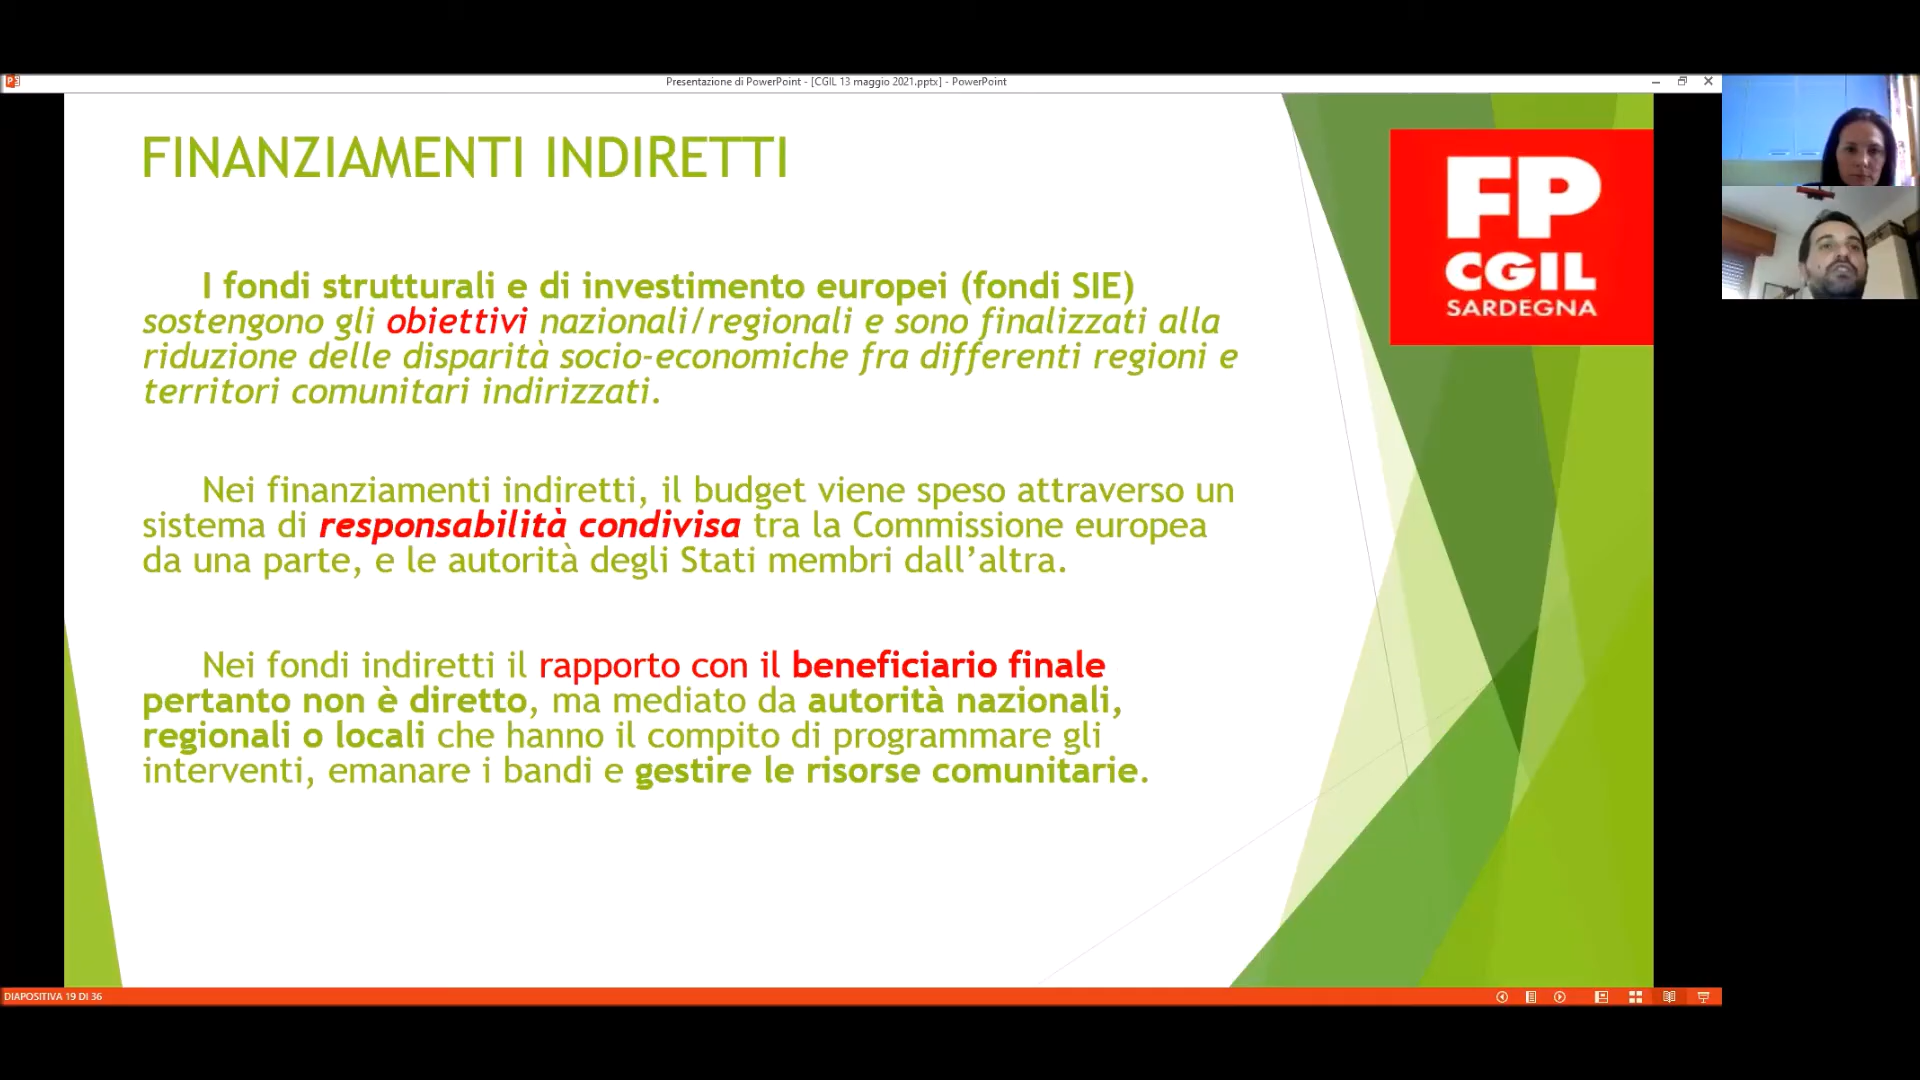 Presentazione di PowerPoint - [CGIL 13 maggio 2021.pptx] - PowerPoint
FINANZIAMENTI INDIRETTI
FP
CGIL
SARDEGNA
I fondi strutturali e di investimento europei (fondi SIE)
sostengono gli obiettivi nazionali/regionali e sono finalizzati alla
riduzione delle disparità socio-economiche fra differenti regioni e
territori comunitari indirizzati.
Nei finanziamenti indiretti, il budget viene speso attraverso un
sistema di responsabilità condivisa tra la Commissione europea
da una parte, e le autorità degli Stati membri dall’altra.
Nei fondi indiretti il rapporto con il beneficiario finale
pertanto non è diretto, ma mediato da autorità nazionali,
regionali o locali che hanno il compito di programmare gli
interventi, emanare i bandi e gestire le risorse comunitarie.
DIAPOSITIVA 19 DI 36